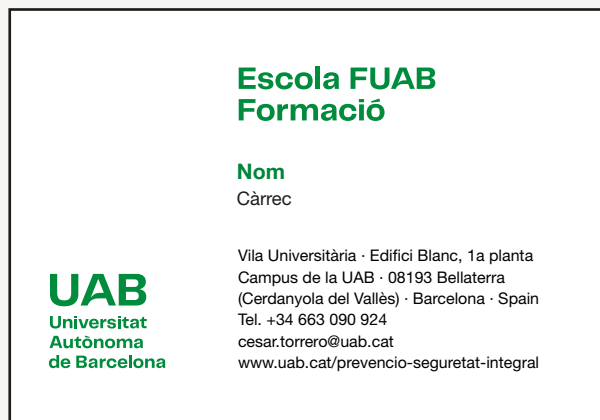 Escola FUAB
Formació
Nom
Càrrec
Vila Universitària · Edifici Blanc, 1a planta
Campus de la UAB · 08193 Bellaterra
(Cerdanyola del Vallès) · Barcelona · Spain
Tel. +34 663 090 924
cesar.torrero@uab.cat
www.uab.cat/prevencio-seguretat-integral
UAB
Universitat
Autònoma
de Barcelona